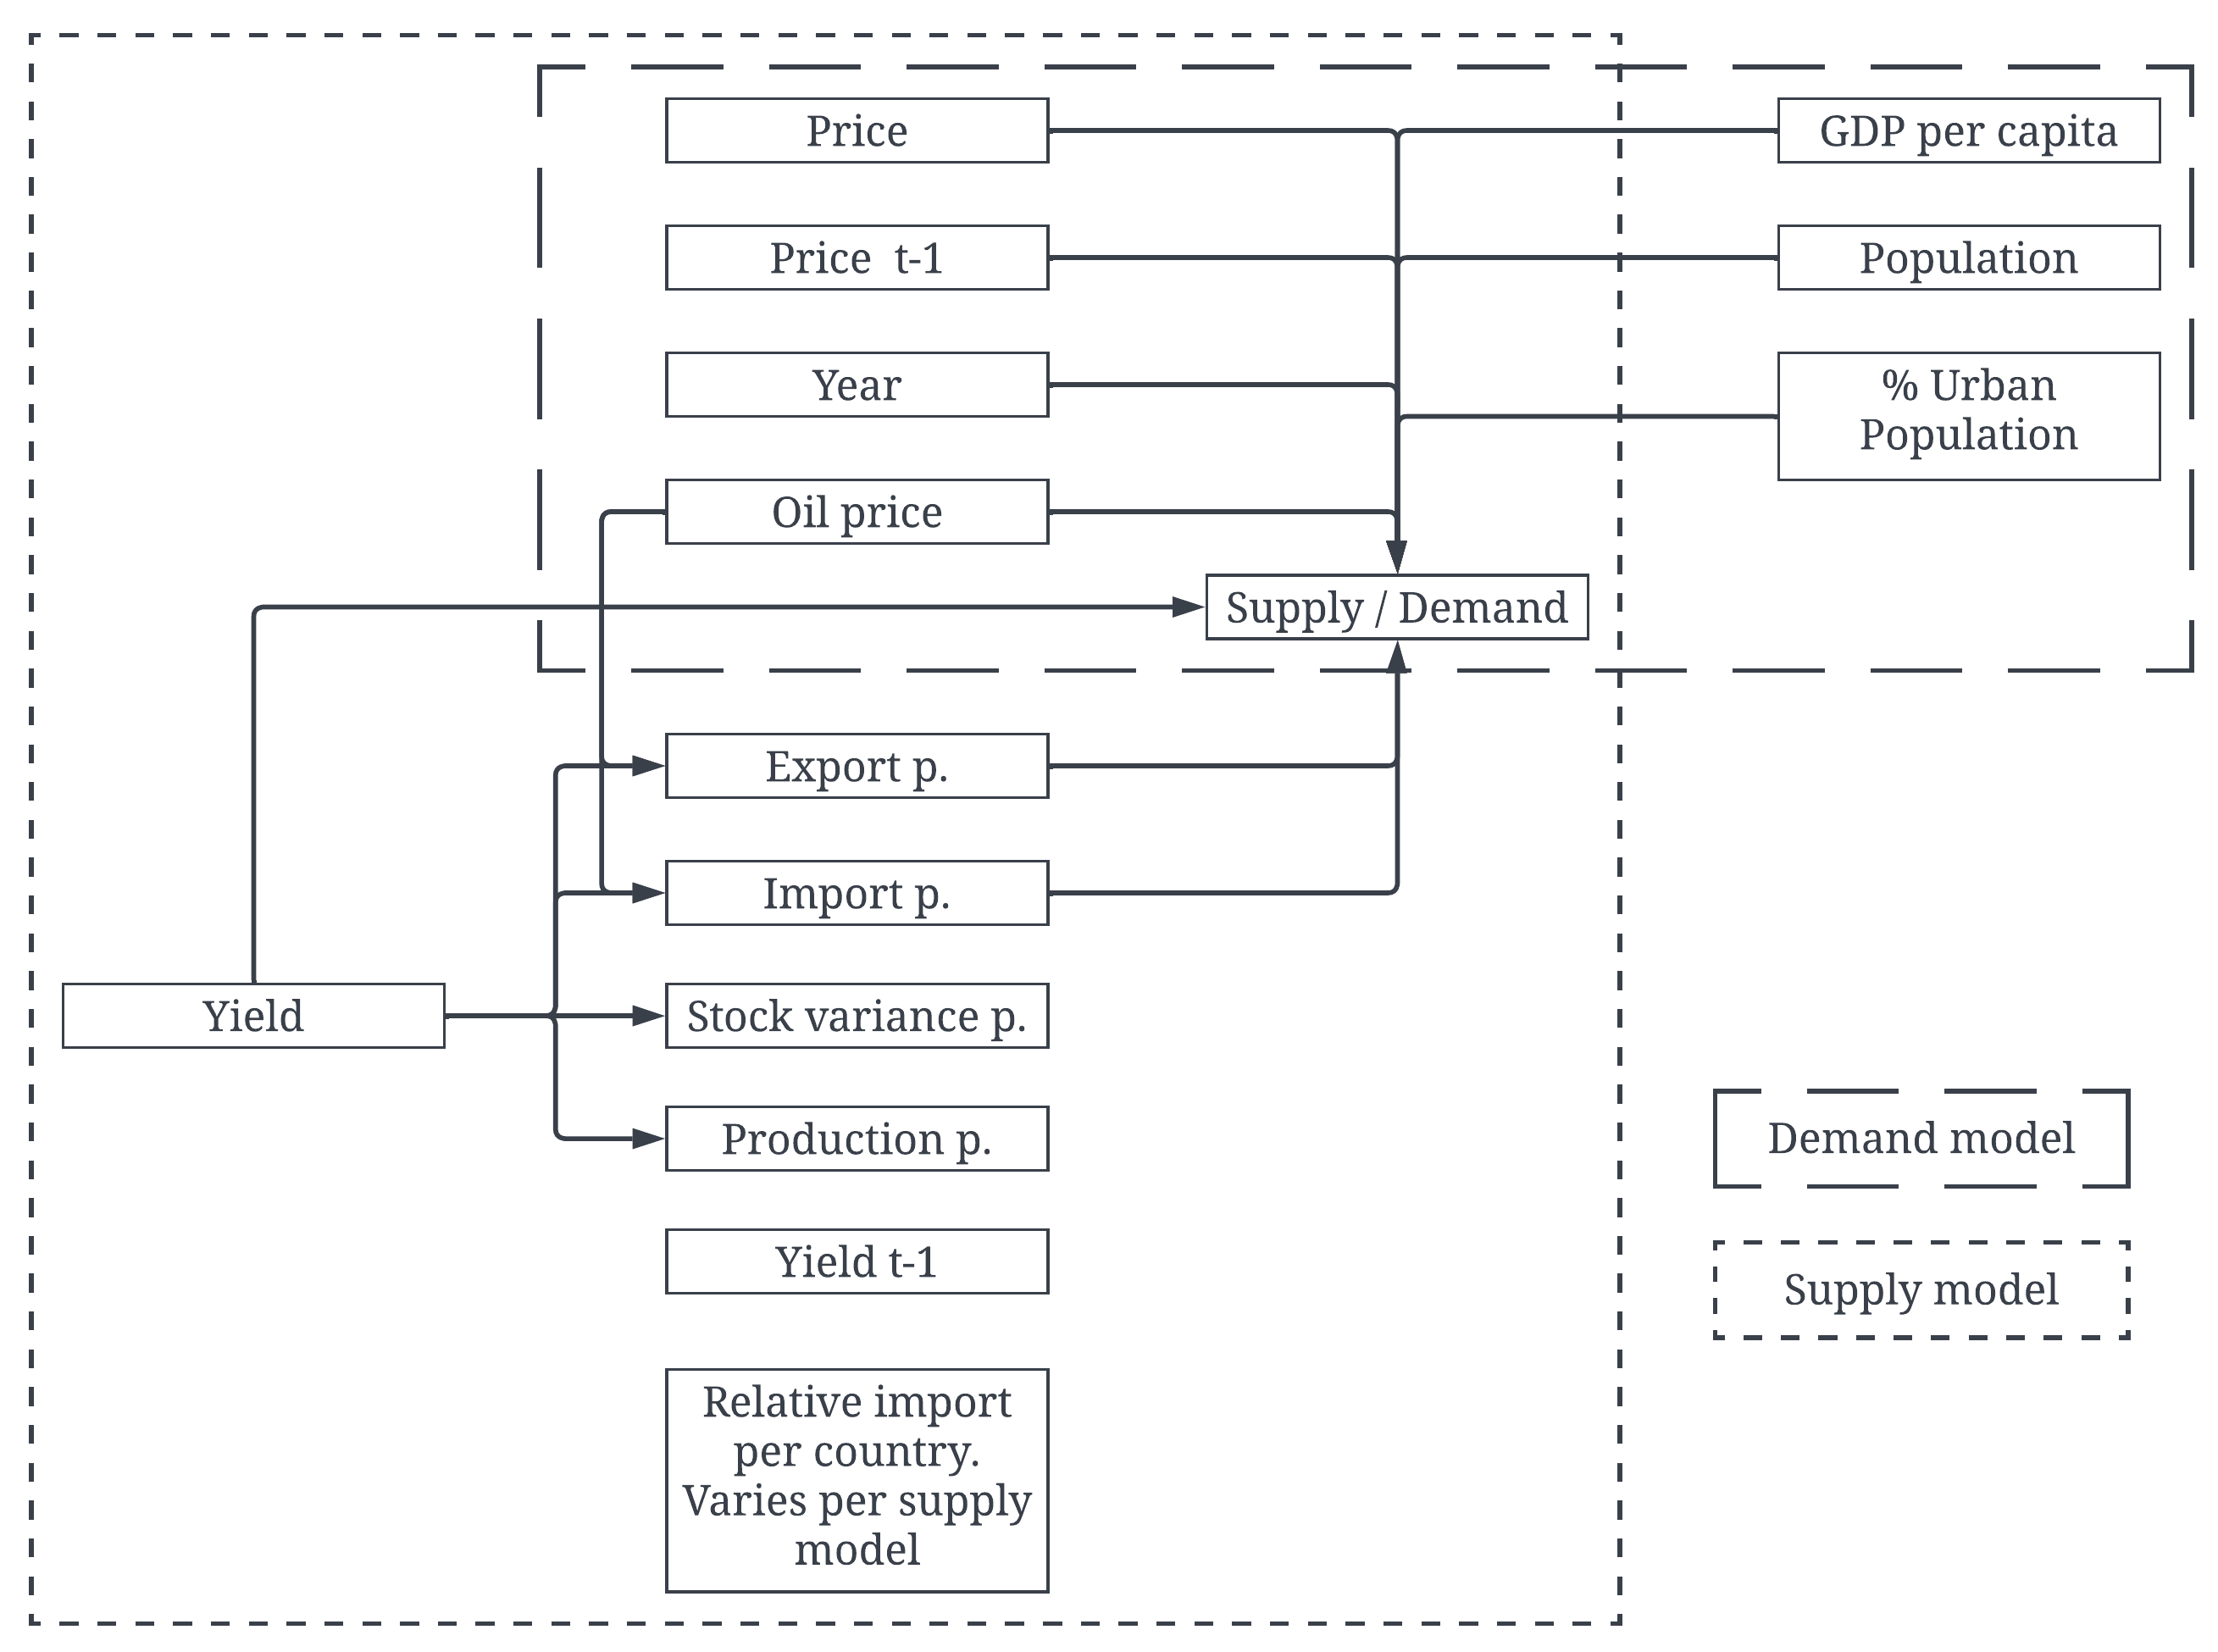 Price
GDP per capita
Price t-1
Population
Year
% Urban
Population
Oil price
Supply / Demand
Export p.
Import p.
Yield
Stock variance p.
Production p.
Demand model
Yield t-1
Supply model
Relative import
per country.
Varies per supply
model